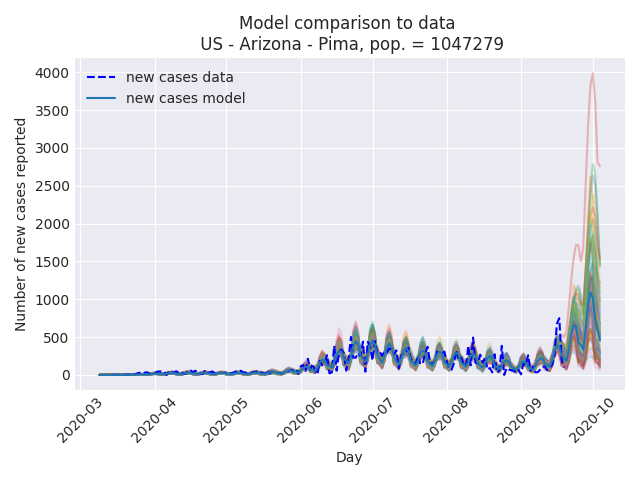 Model comparison to data
US - Arizona - Pima, pop. = 1047279
new cases data
new cases model
Number of new cases reported
4000
3500
3000
2500
2000
1500
1000
500
0
2020-03
2020-04
2020-05
2020-06
2020-07
2020-08
2020-09
2020-10
Day